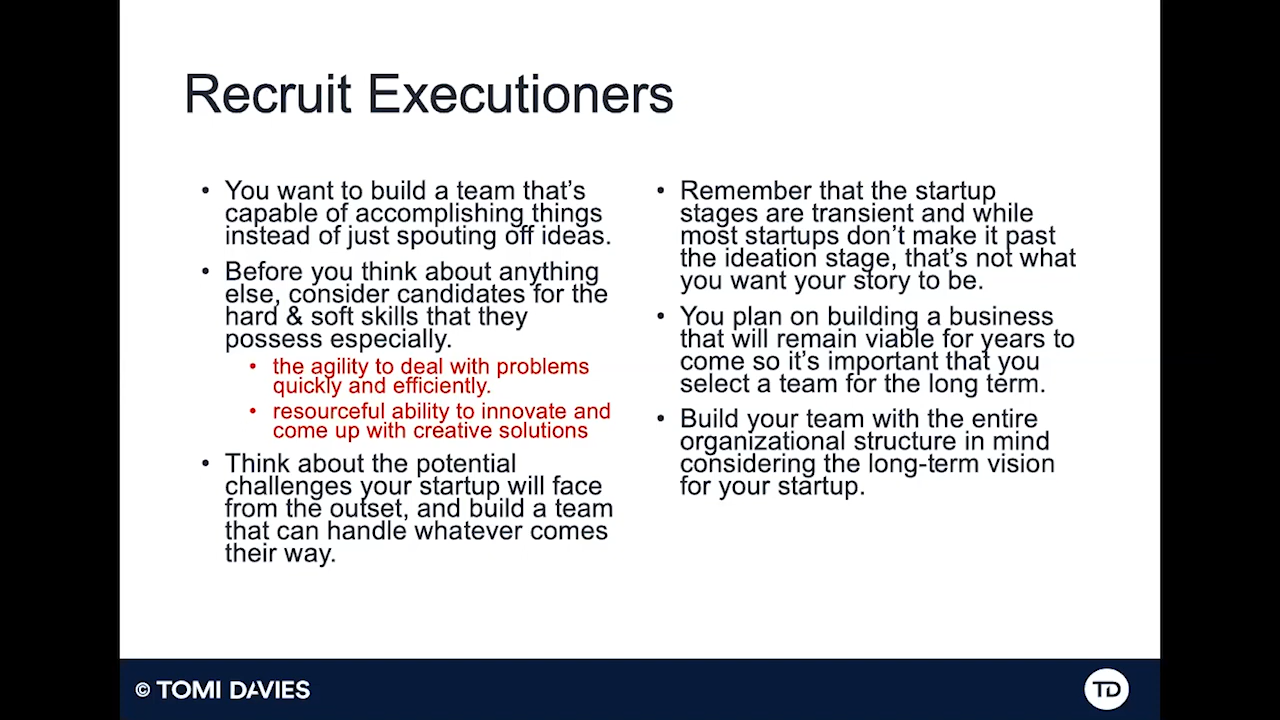 Recruit Executioners
• You want to build a team that's
capable of accomplishing things
instead of just spouting off ideas.
• Before you think about anything
else, consider candidates for the
hard & soft skills that they
possess especially.
• the agility to deal with problems
quickly and efficiently.
• resourceful ability to innovate and
come up with creative solutions
• Think about the potential
challenges your startup will face
from the outset, and build a team
that can handle whatever comes
their way.
• Remember that the startup
stages are transient and while
most startups don't make it past
the ideation stage, that's not what
you want your story to be.
• You plan on building a business
that will remain viable for years to
come so it's important that you
select a team for the long term.
• Build your team with the entire
organizational structure in mind
considering the long-term vision
for your startup.
© TOMI DAVIES
TD